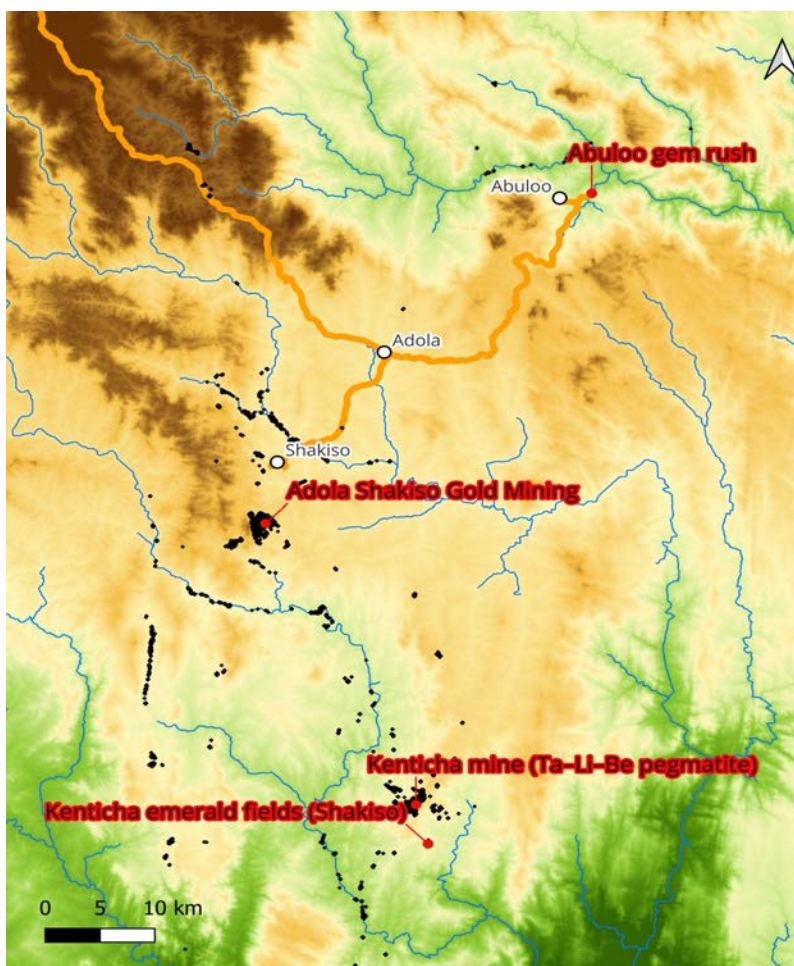 Abuloo gem rush
Abuloo
Adola
Shakiso
Adola Shakiso Gold Mining
Kenticha mine (Ta–Li–Be pegmatite)
Kenticha emerald fields (Shakiso)
0 5 10 km